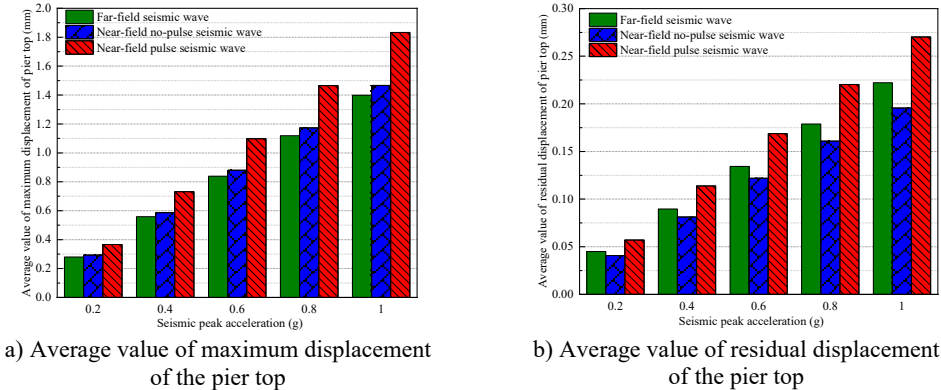 Average value of maximum displacement of pier top (mm)
2.0
1.8
1.6
1.4
1.2
1.0
0.8
0.6
0.4
0.2
0.0
Far-field seismic wave
Near-field no-pulse seismic wave
Near-field pulse seismic wave
0.2 0.4 0.6 0.8 1
Seismic peak acceleration (g)
a) Average value of maximum displacement
of the pier top
Average value of residual displacement of pier top (mm)
0.30
0.25
0.20
0.15
0.10
0.05
0.00
Far-field seismic wave
Near-field no-pulse seismic wave
Near-field pulse seismic wave
0.2 0.4 0.6 0.8 1
Seismic peak acceleration (g)
b) Average value of residual displacement
of the pier top